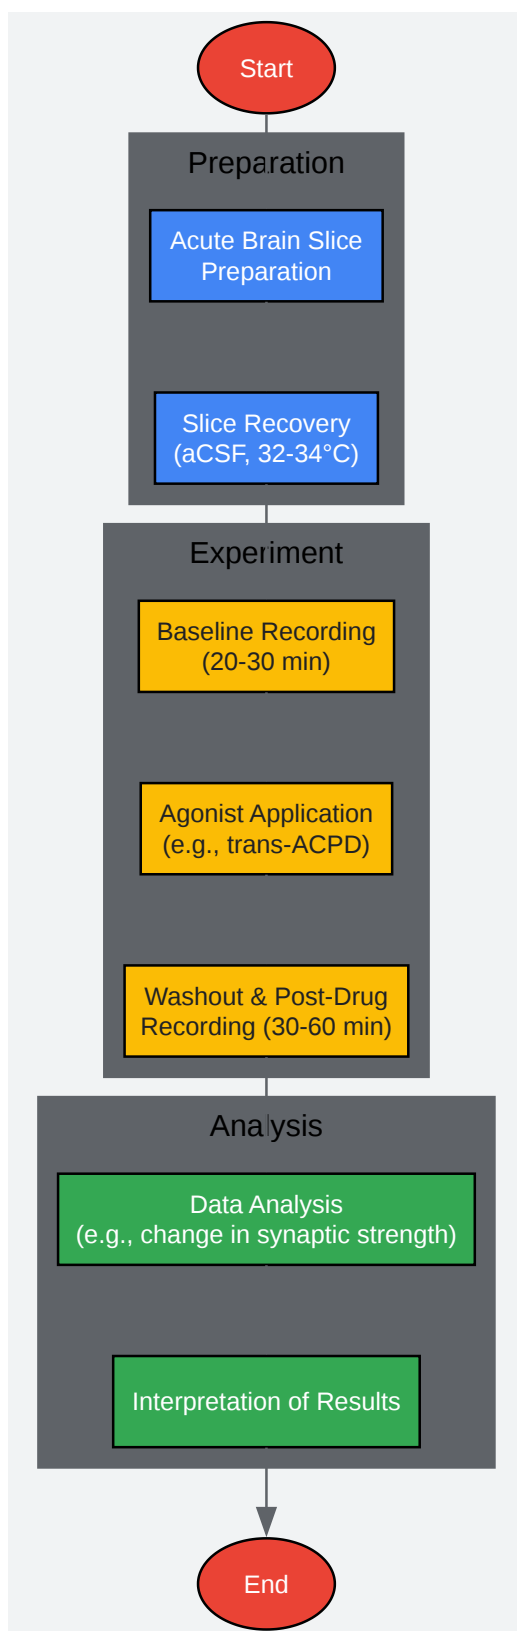 Start
Preparation
Acute Brain Slice
Preparation
Slice Recovery
(aCSF, 32-34°C)
Experiment
Baseline Recording
(20-30 min)
Agonist Application
(e.g., trans-ACPD)
Washout & Post-Drug
Recording (30-60 min)
Analysis
Data Analysis
(e.g., change in synaptic strength)
Interpretation of Results
End